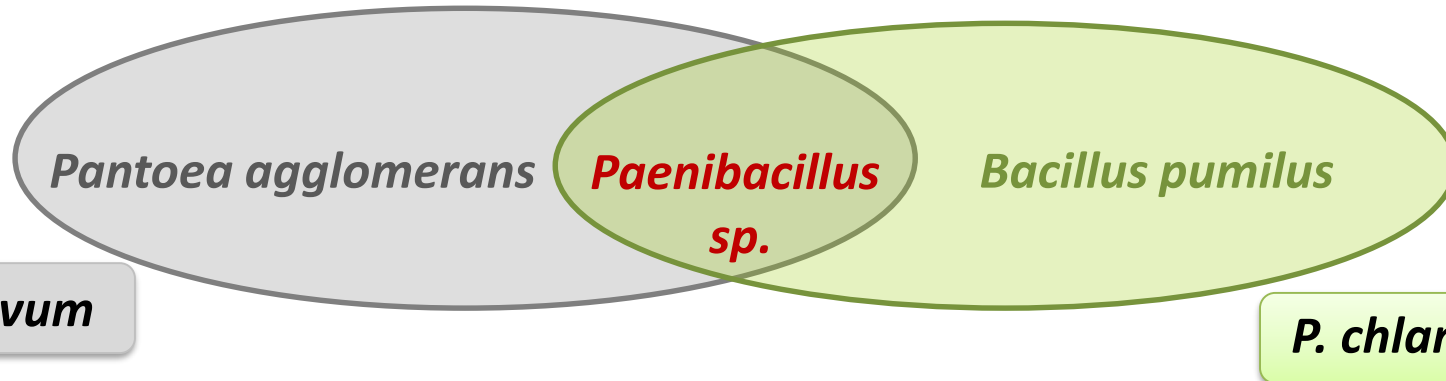 Pantoea agglomerans
Paenibacillus
sp.
Bacillus pumilus
vum
P. chlar